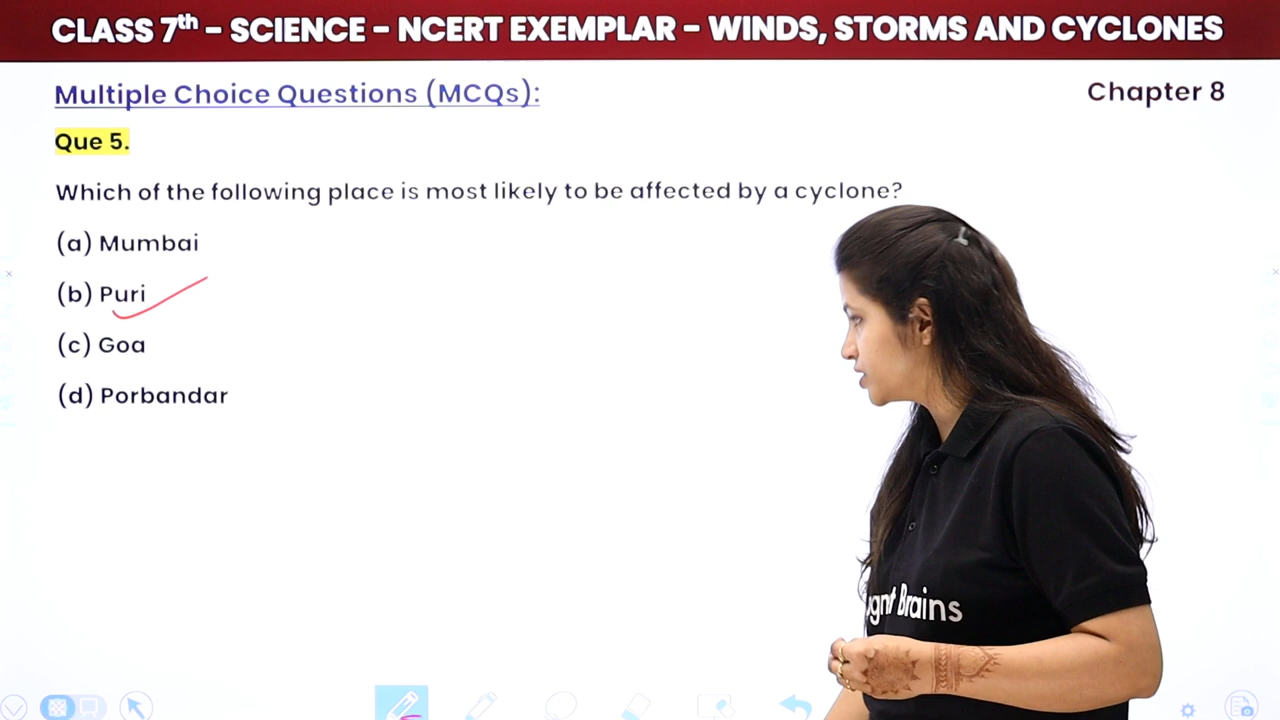 CLASS 7th - SCIENCE - NCERT EXEMPLAR - WINDS, STORMS AND CYCLONES
Multiple Choice Questions (MCQs):
Chapter 8
Que 5.
Which of the following place is most likely to be affected by a cyclone?
(a) Mumbai
(b) Puri
(c) Goa
(d) Porbandar
Brains